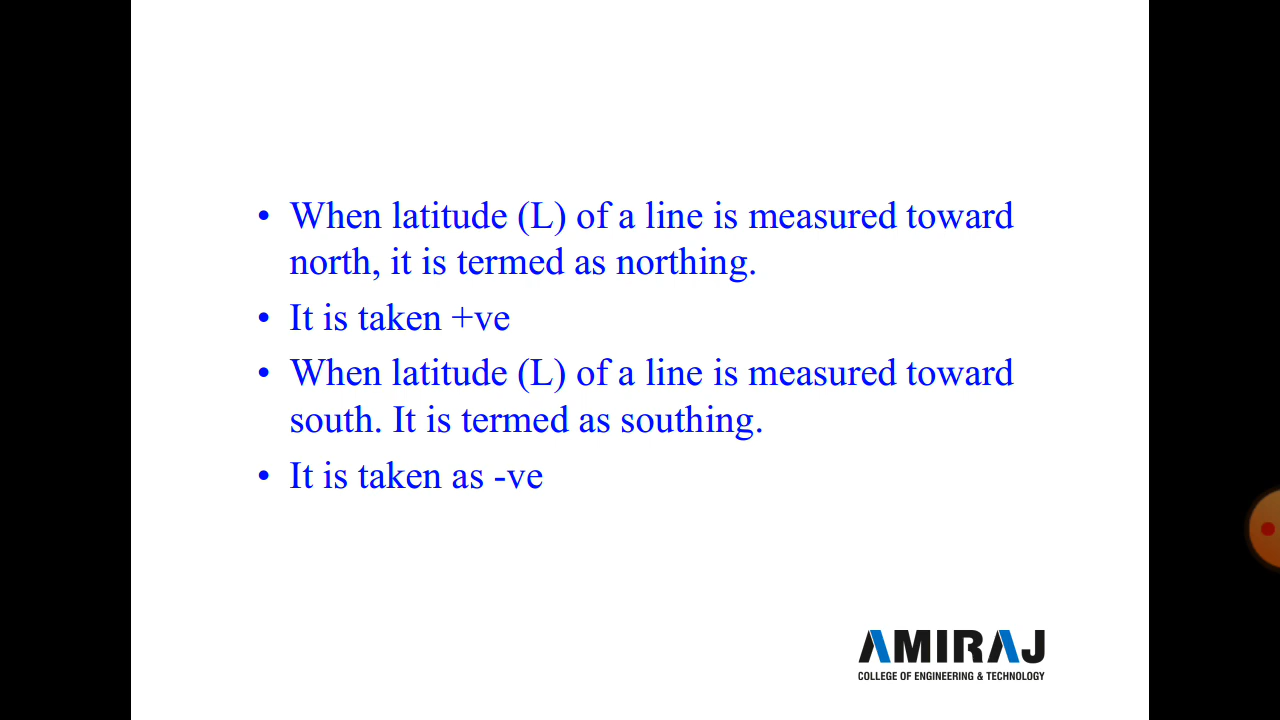 • When latitude (L) of a line is measured toward
north, it is termed as northing.
• It is taken +ve
• When latitude (L) of a line is measured toward
south. It is termed as southing.
• It is taken as -ve
AMIRAJ
COLLEGE OF ENGINEERING & TECHNOLOGY